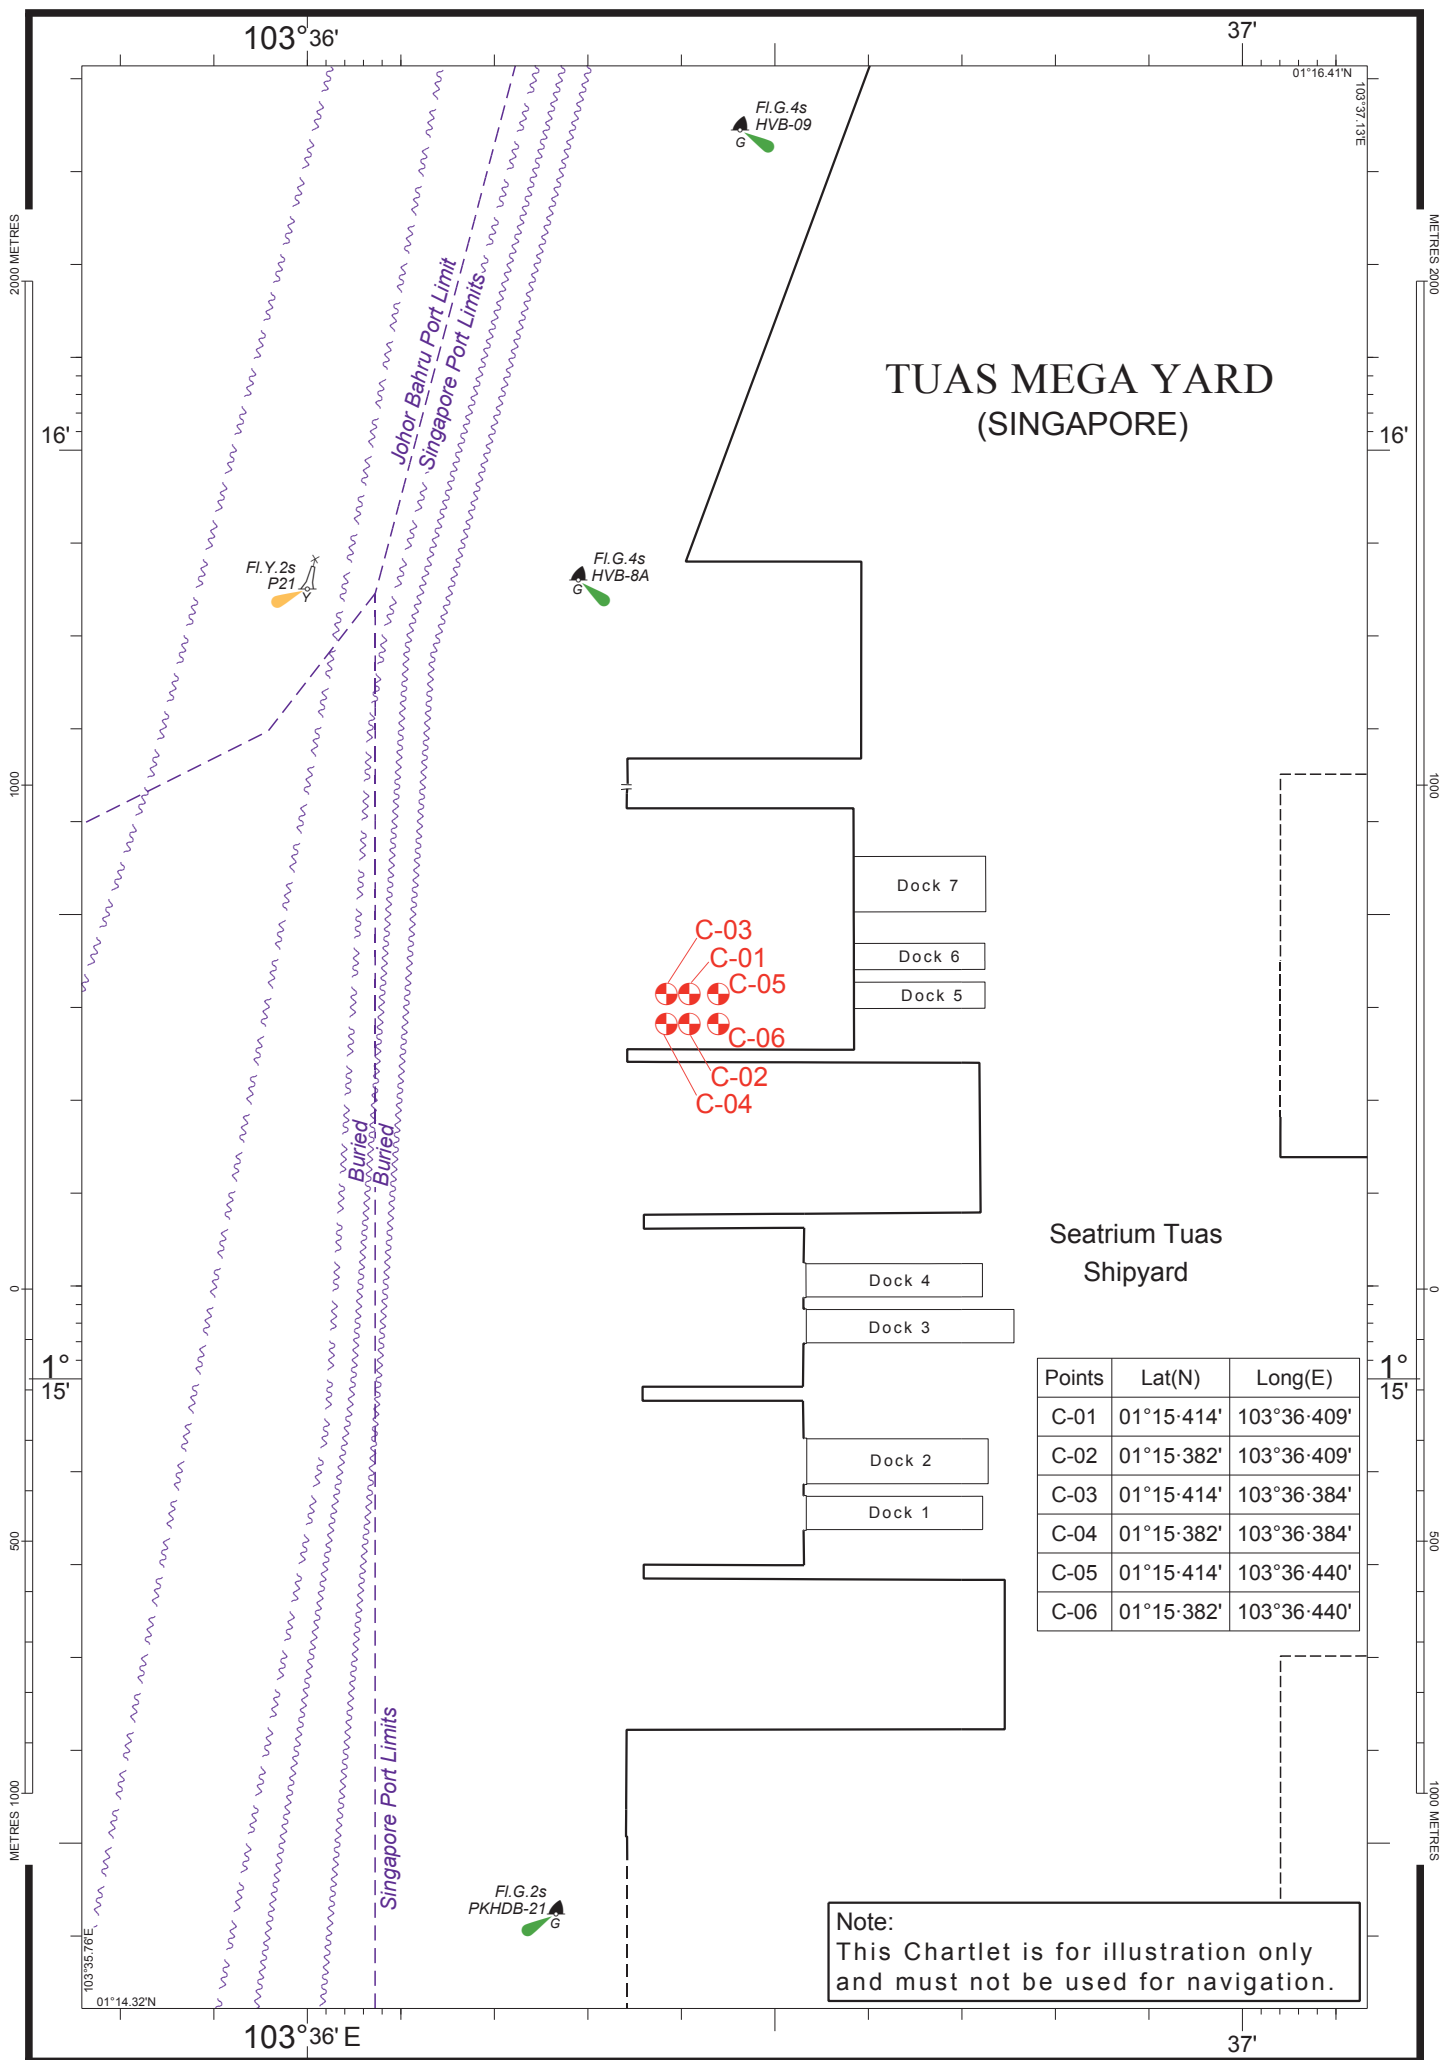 103°36'
37'
01°16.41'N
103°37.13'E
Fl.G.4s
HVB-09
2000 METRES
METRES 2000
Johor Bahru Port Limit
Singapore Port Limits
TUAS MEGA YARD
(SINGAPORE)
16'
16'
Fl.Y.2s
P21
Y
Fl.G.4s
HVB-8A
G
G
1000
1000
Dock 7
C-03
C-01
C-05
Dock 6
Dock 5
C-06
C-02
C-04
Buried
Buried
Seatrium Tuas
Shipyard
Dock 4
Dock 3
0
0
1°
15'
1°
15'
Points Lat(N) Long(E)
C-01 01°15·414' 103°36·409'
C-02 01°15·382' 103°36·409'
C-03 01°15·414' 103°36·384'
C-04 01°15·382' 103°36·384'
C-05 01°15·414' 103°36·440'
C-06 01°15·382' 103°36·440'
Dock 2
Dock 1
500
500
Singapore Port Limits
METRES 1000
1000 METRES
Fl.G.2s
PKHDB-21
G
Note:
This Chartlet is for illustration only
and must not be used for navigation.
103°35.76'E
01°14.32'N
103°36' E
37'